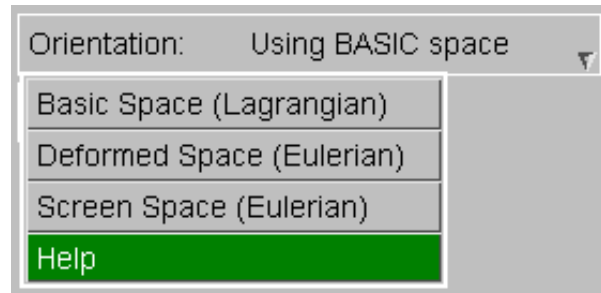 Orientation: Using BASIC space
Basic Space (Lagrangian)
Deformed Space (Eulerian)
Screen Space (Eulerian)
Help